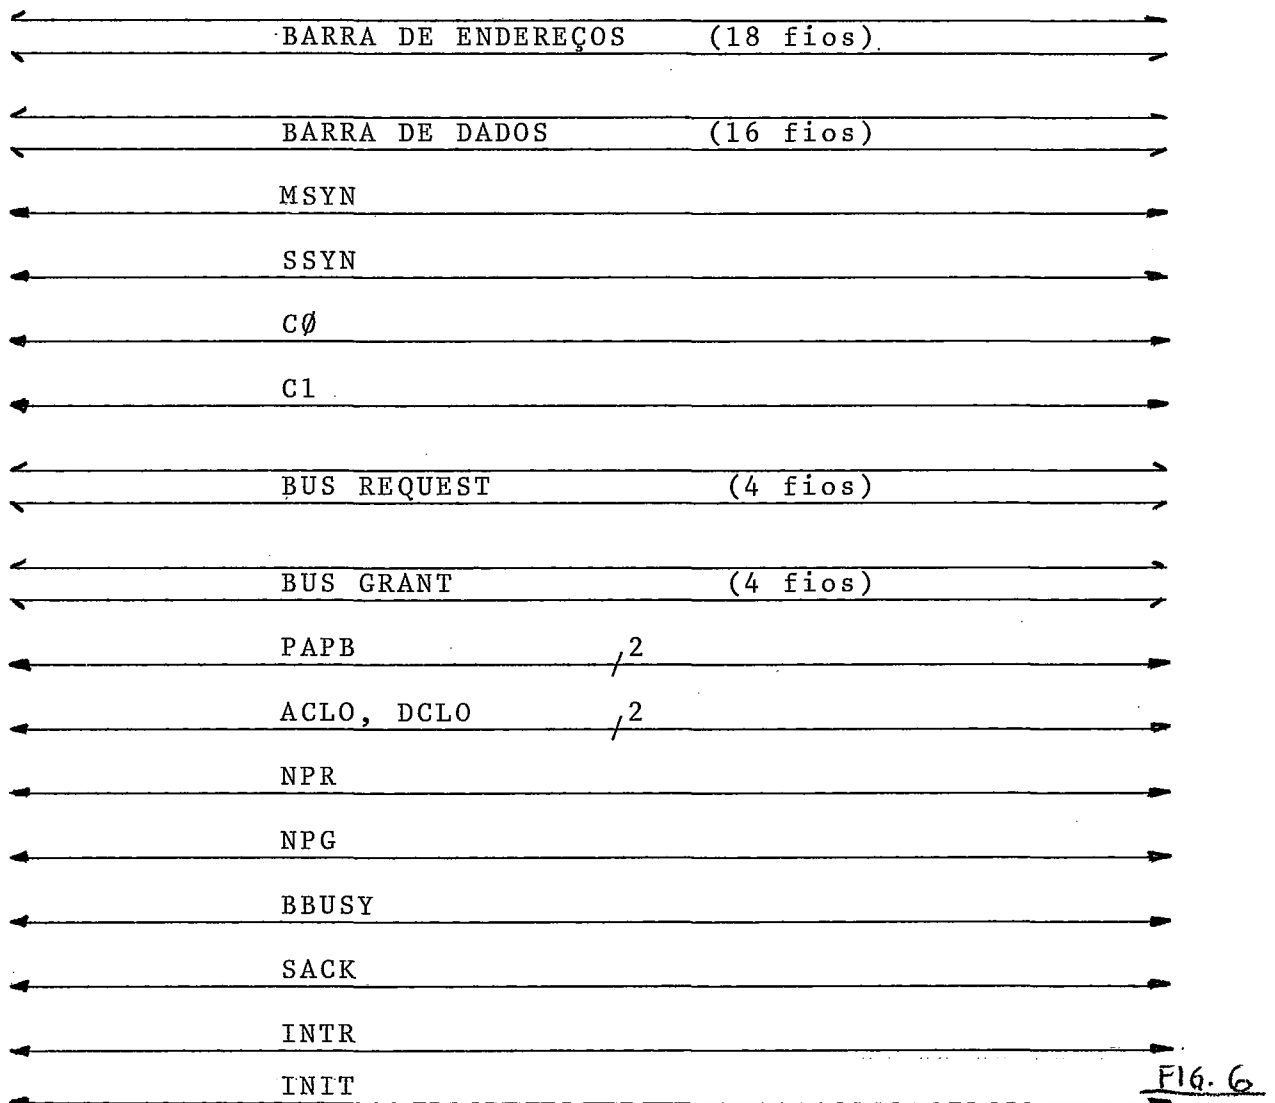 BARRA DE ENDEREÇOS (18 fios)
BARRA DE DADOS (16 fios)
MSYN
SSYN
CØ
C1
BUS REQUEST (4 fios)
BUS GRANT (4 fios)
PAPB /2
ACLO, DCLO /2
NPR
NPG
BBUSY
SACK
INTR
INIT
FIG. 6